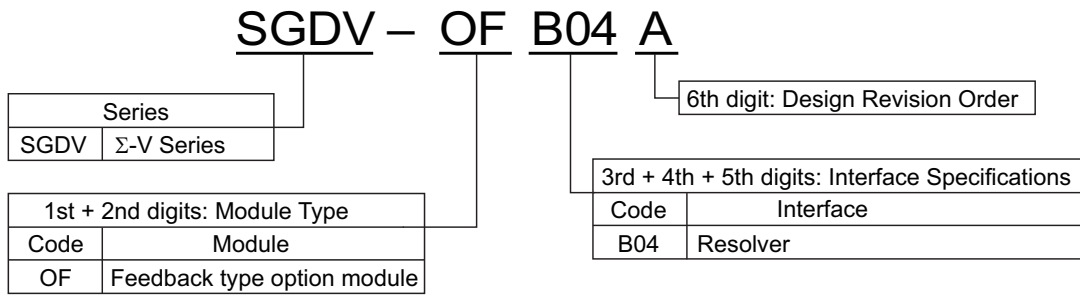 SGDV – OF B04 A
6th digit: Design Revision Order
Series
SGDV Σ-V Series
3rd + 4th + 5th digits: Interface Specifications
Code Interface
B04 Resolver
1st + 2nd digits: Module Type
Code Module
OF Feedback type option module